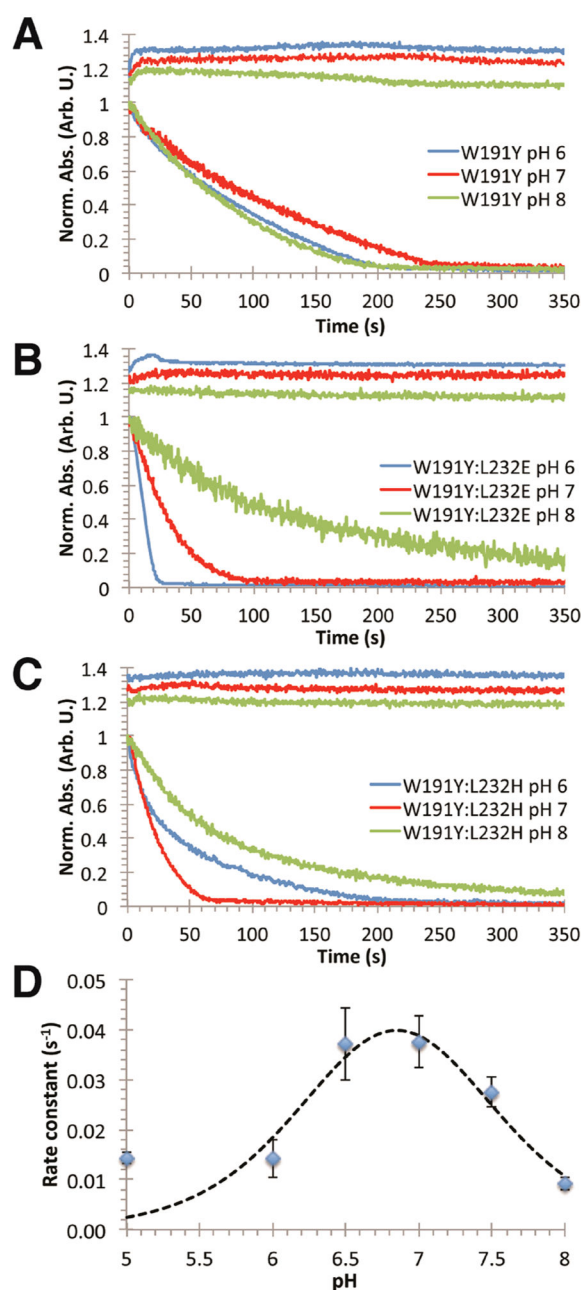 A
Norm. Abs. (Arb. U.)
1.4
1.2
1
0.8
0.6
0.4
0.2
0
W191Y pH 6
W191Y pH 7
W191Y pH 8
0 50 100 150 200 250 300 350
Time (s)
B
Norm. Abs. (Arb. U.)
1.4
1.2
1
0.8
0.6
0.4
0.2
0
W191Y:L232E pH 6
W191Y:L232E pH 7
W191Y:L232E pH 8
0 50 100 150 200 250 300 350
Time (s)
C
Norm. Abs. (Arb. U.)
1.4
1.2
1
0.8
0.6
0.4
0.2
0
W191Y:L232H pH 6
W191Y:L232H pH 7
W191Y:L232H pH 8
0 50 100 150 200 250 300 350
Time (s)
D
Rate constant (s⁻¹)
0.05
0.04
0.03
0.02
0.01
0.00
5 5.5 6 6.5 7 7.5 8
pH